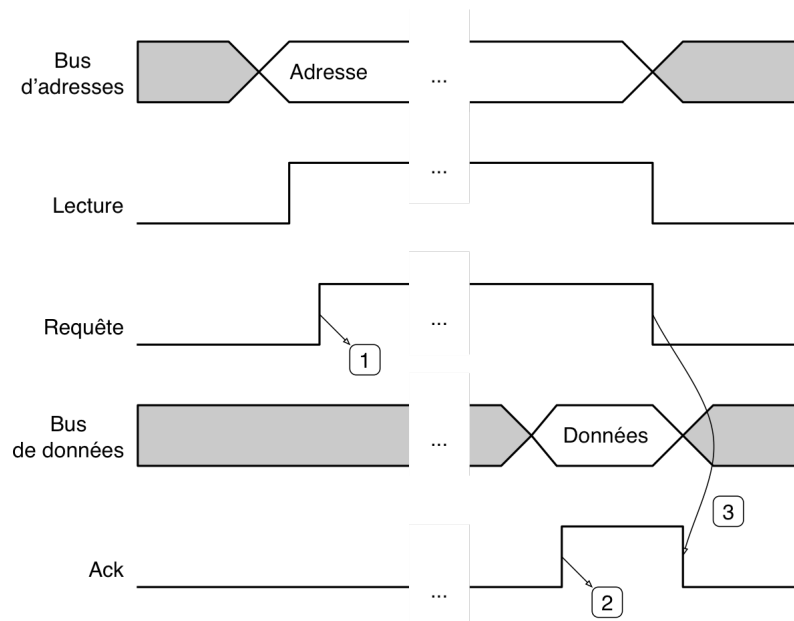 Bus
d'adresses
Adresse
...
Lecture
...
Requête
...
1
Bus
de données
...
Données
3
Ack
...
2